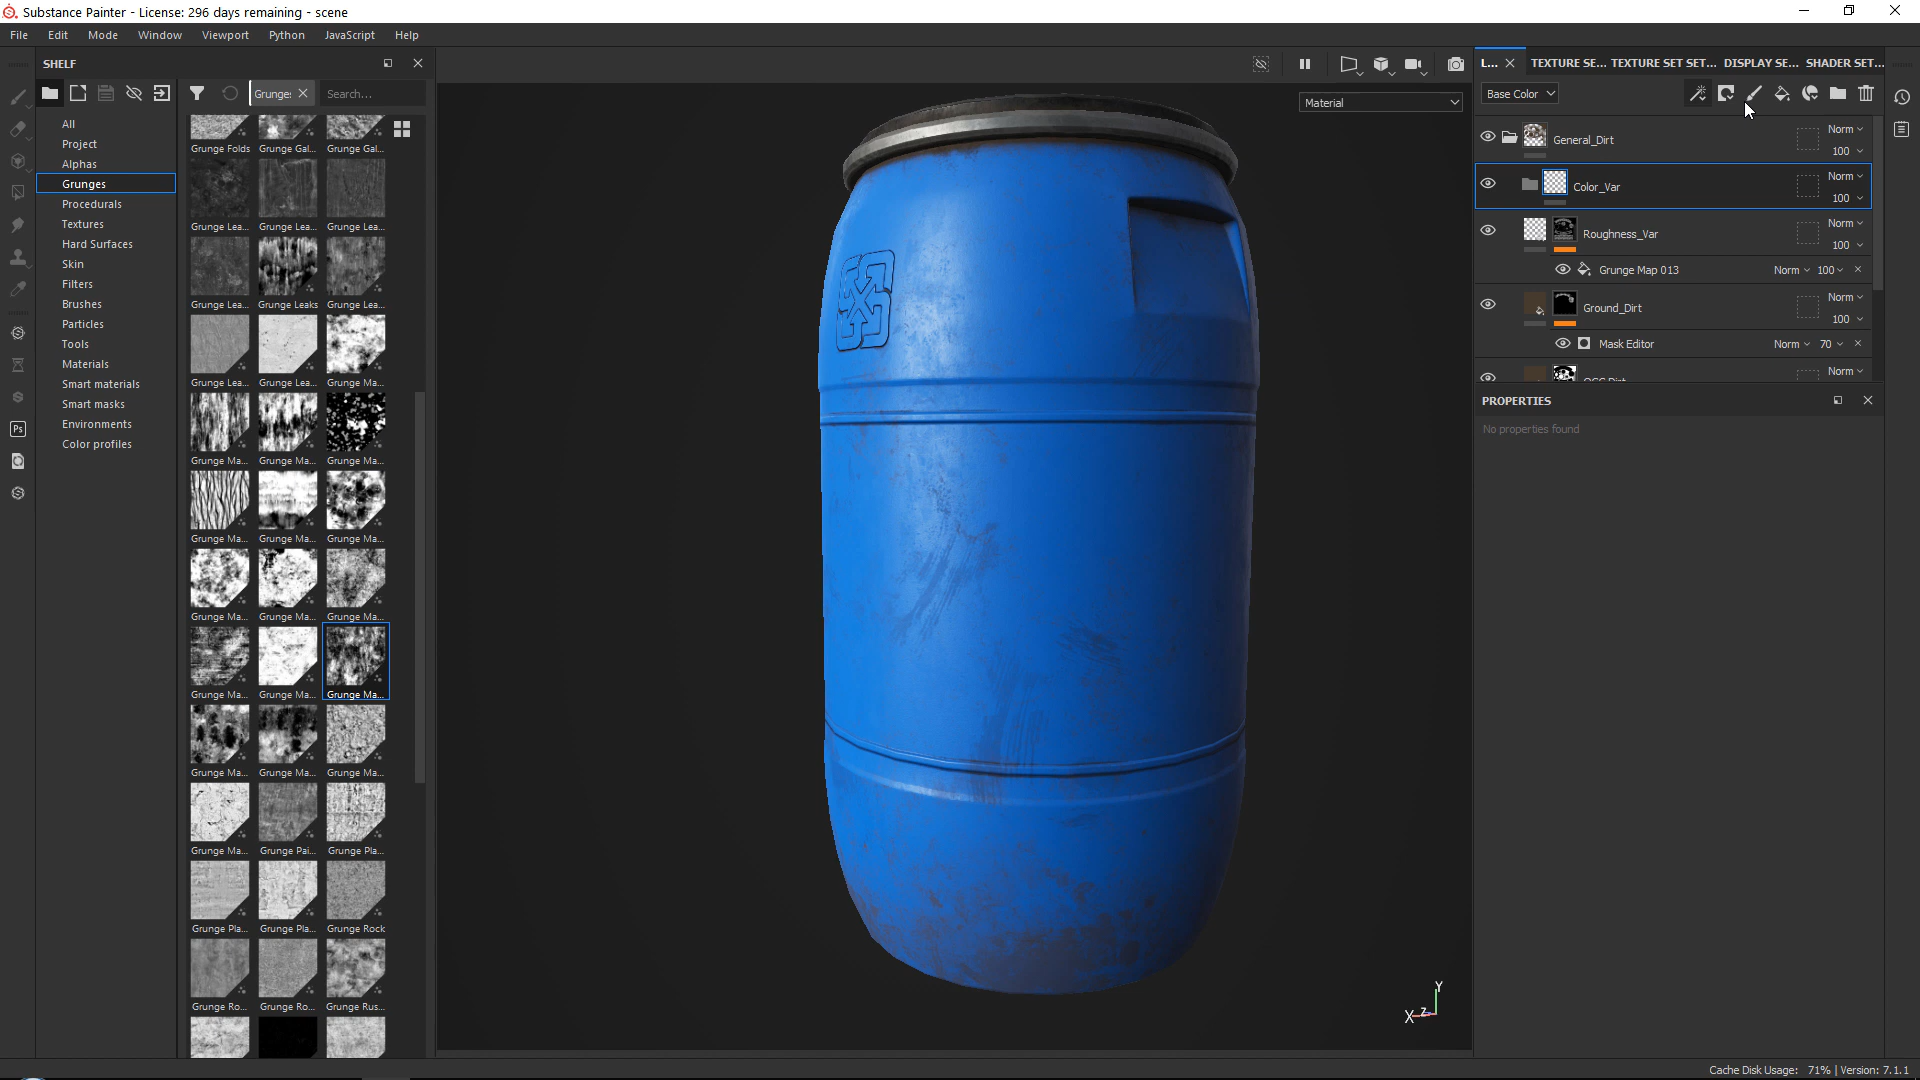 Substance Painter - License: 296 days remaining - scene
File Edit Mode Window Viewport Python JavaScript Help
SHELF
Grunges
Search...
All
Project
Alphas
Grunges
Procedurals
Textures
Hard Surfaces
Skin
Filters
Brushes
Particles
Tools
Materials
Smart materials
Smart masks
Environments
Color profiles
Ps
Grunge Folds Grunge Gal... Grunge Gal...
Grunge Lea... Grunge Lea... Grunge Lea...
Grunge Lea... Grunge Leaks Grunge Lea...
Grunge Lea... Grunge Lea... Grunge Ma...
Grunge Ma... Grunge Ma... Grunge Ma...
Grunge Ma... Grunge Ma... Grunge Ma...
Grunge Ma... Grunge Ma... Grunge Ma...
Grunge Ma... Grunge Ma... Grunge Ma...
Grunge Ma... Grunge Ma... Grunge Ma...
Grunge Ma... Grunge Pai... Grunge Pla...
Grunge Pla... Grunge Pla... Grunge Rock
Grunge Ro... Grunge Ro... Grunge Rus...
Material
Y
X Z
L... TEXTURE SE... TEXTURE SET SET... DISPLAY SE... SHADER SET...
Base Color
General_Dirt Norm
100
Color_Var Norm
100
Roughness_Var Norm
100
Grunge Map 013 Norm 100
Ground_Dirt Norm
100
Mask Editor Norm 70
Norm
PROPERTIES
No properties found
Cache Disk Usage: 71% | Version: 7.1.1